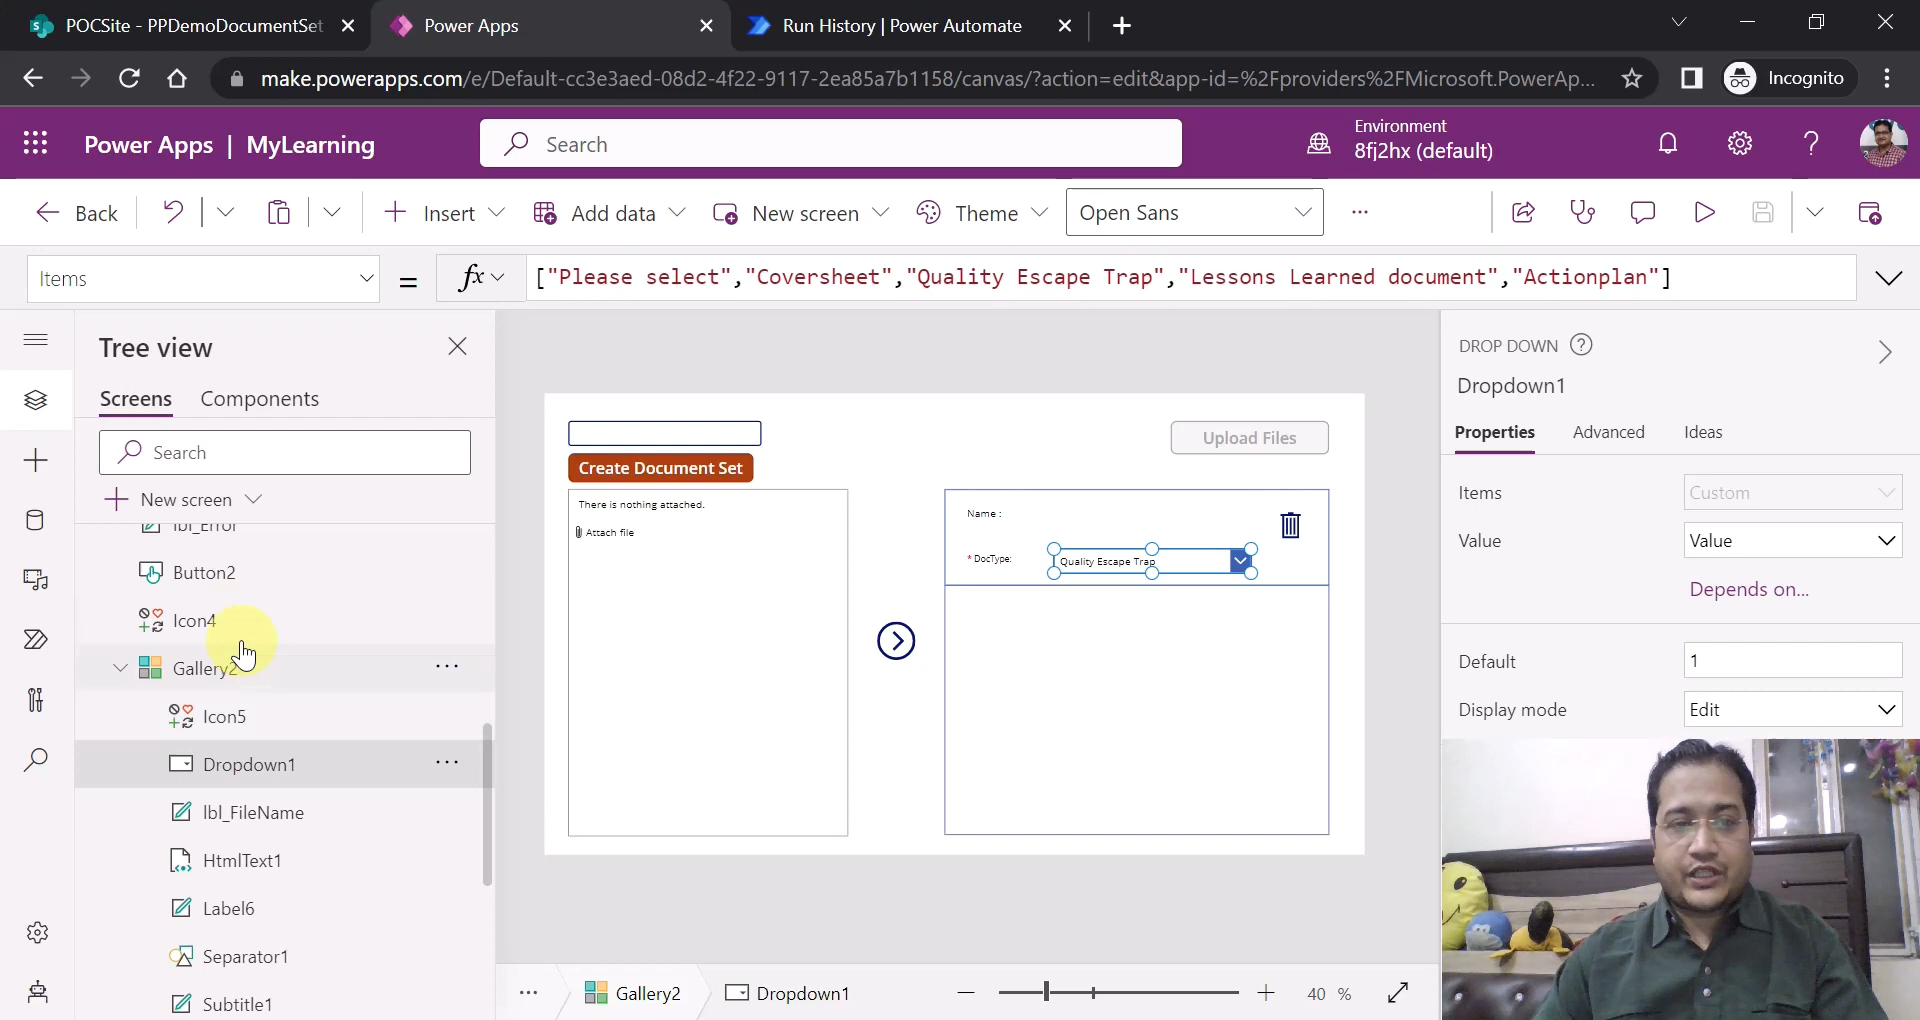 POCSite - PPDemoDocumentSet
Power Apps
Run History | Power Automate
make.powerapps.com/e/Default-cc3e3aed-08d2-4f22-9117-2ea85a7b1158/canvas/?action=edit&app-id=%2Fproviders%2FMicrosoft.PowerAp...
Incognito
Power Apps | MyLearning
Search
Environment
8fj2hx (default)
Back
Insert
Add data
New screen
Theme
Open Sans
Items
=
fx
["Please select","Coversheet","Quality Escape Trap","Lessons Learned document","Actionplan"]
Tree view
Screens
Components
Search
New screen
lbl_Error
Button2
Icon4
Gallery2
Icon5
Dropdown1
lbl_FileName
HtmlText1
Label6
Separator1
Subtitle1
Upload Files
Create Document Set
There is nothing attached.
Attach file
Name :
* DocType:
Quality Escape Trap
Gallery2
Dropdown1
40 %
DROP DOWN
Dropdown1
Properties
Advanced
Ideas
Items
Custom
Value
Value
Depends on...
Default
1
Display mode
Edit